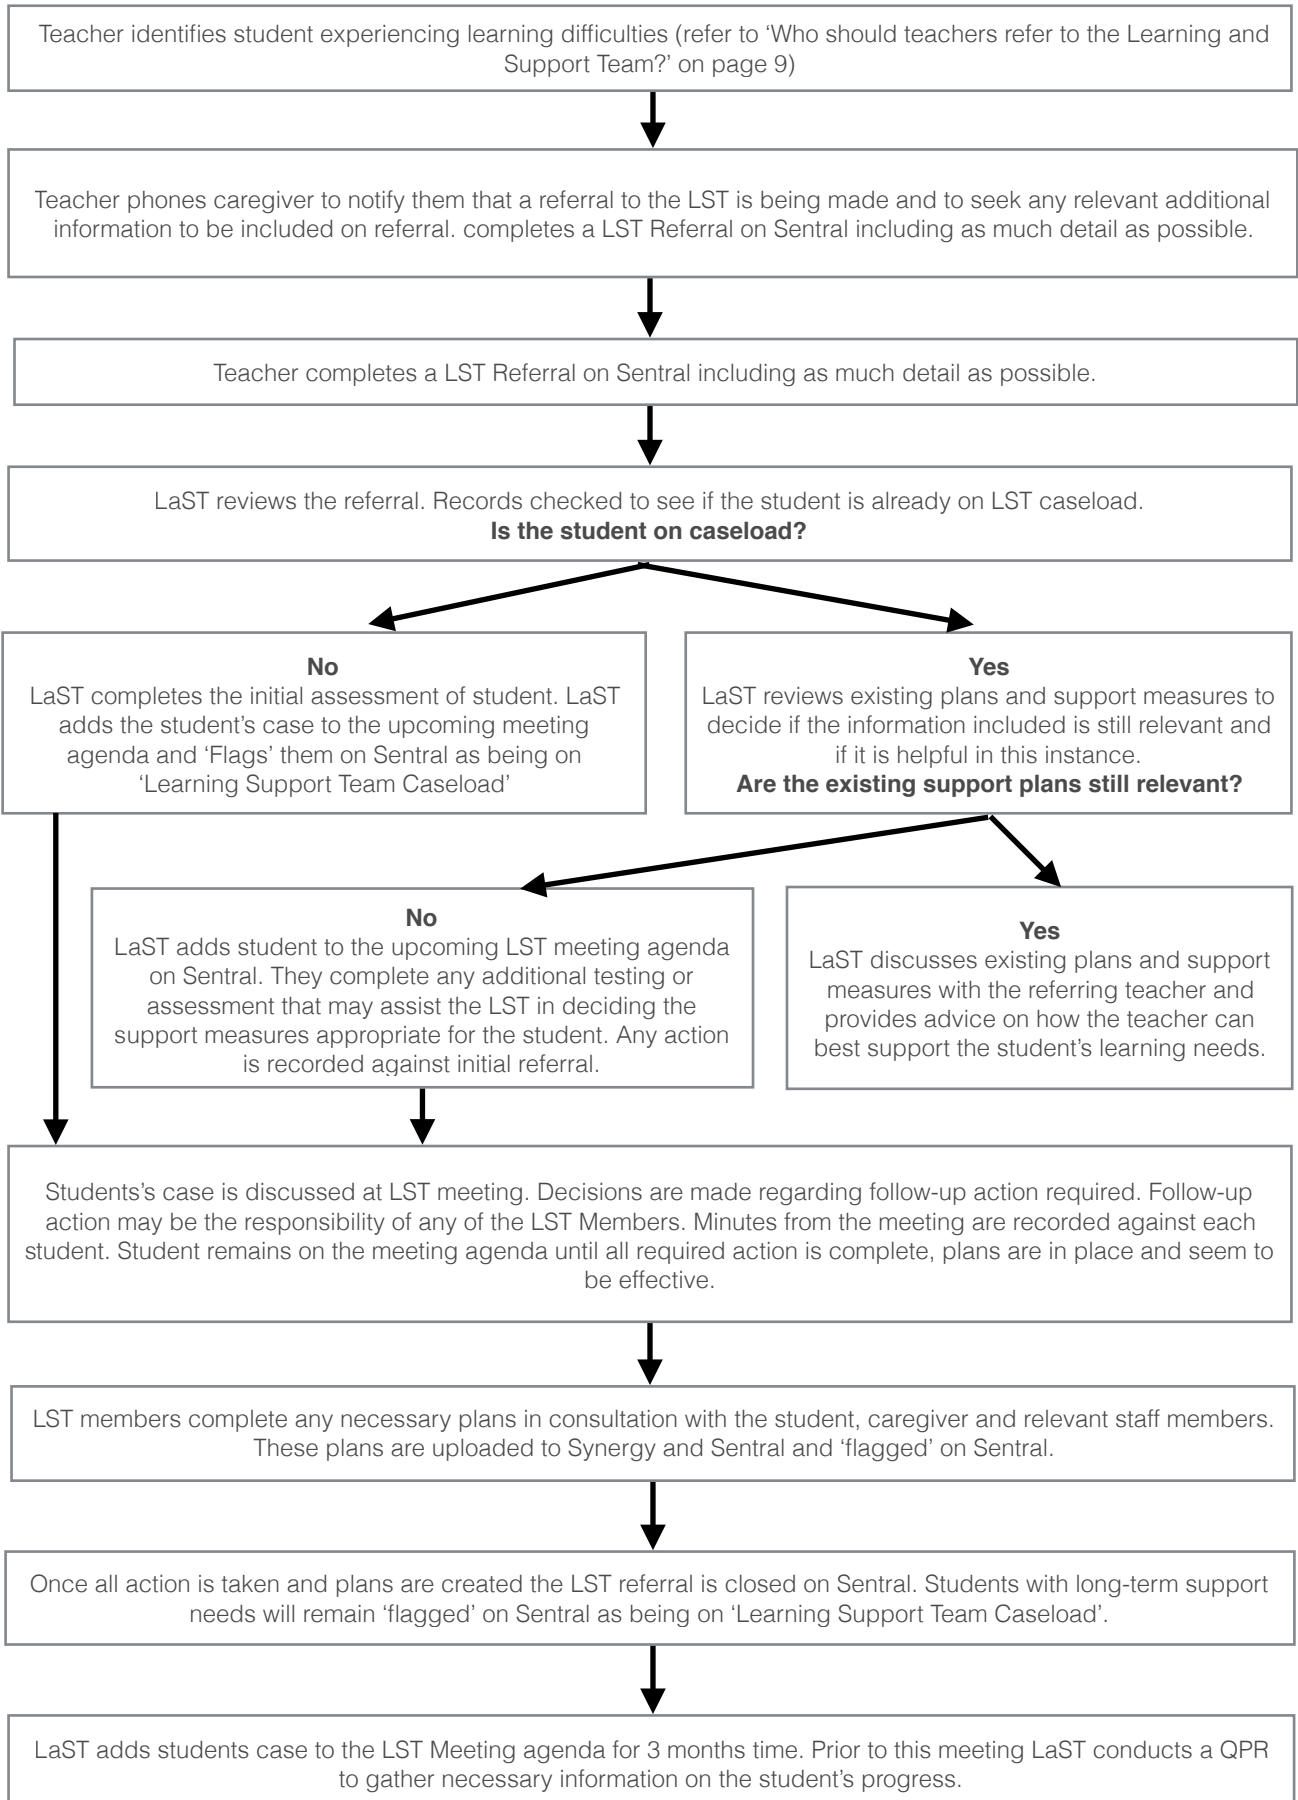 Teacher identifies student experiencing learning difficulties (refer to ‘Who should teachers refer to the Learning and
Support Team?’ on page 9)
Teacher phones caregiver to notify them that a referral to the LST is being made and to seek any relevant additional
information to be included on referral. completes a LST Referral on Sentral including as much detail as possible.
Teacher completes a LST Referral on Sentral including as much detail as possible.
LaST reviews the referral. Records checked to see if the student is already on LST caseload.
Is the student on caseload?
No
LaST completes the initial assessment of student. LaST
adds the student’s case to the upcoming meeting
agenda and ‘Flags’ them on Sentral as being on
‘Learning Support Team Caseload’
Yes
LaST reviews existing plans and support measures to
decide if the information included is still relevant and
if it is helpful in this instance.
Are the existing support plans still relevant?
No
LaST adds student to the upcoming LST meeting agenda
on Sentral. They complete any additional testing or
assessment that may assist the LST in deciding the
support measures appropriate for the student. Any action
is recorded against initial referral.
Yes
LaST discusses existing plans and support
measures with the referring teacher and
provides advice on how the teacher can
best support the student’s learning needs.
Students’s case is discussed at LST meeting. Decisions are made regarding follow-up action required. Follow-up
action may be the responsibility of any of the LST Members. Minutes from the meeting are recorded against each
student. Student remains on the meeting agenda until all required action is complete, plans are in place and seem to
be effective.
LST members complete any necessary plans in consultation with the student, caregiver and relevant staff members.
These plans are uploaded to Synergy and Sentral and ‘flagged’ on Sentral.
Once all action is taken and plans are created the LST referral is closed on Sentral. Students with long-term support
needs will remain ‘flagged’ on Sentral as being on ‘Learning Support Team Caseload’.
LaST adds students case to the LST Meeting agenda for 3 months time. Prior to this meeting LaST conducts a QPR
to gather necessary information on the student’s progress.